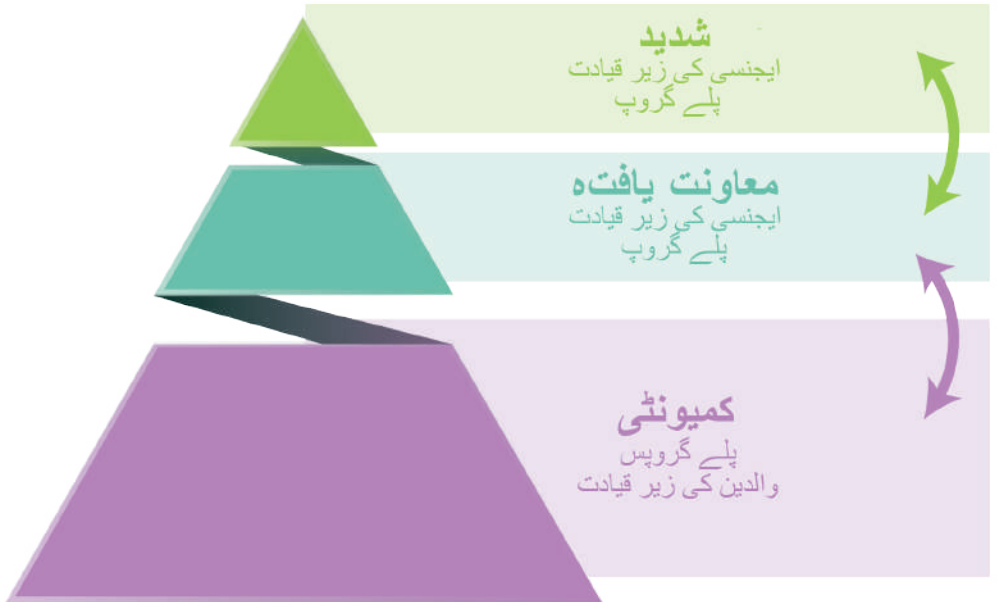 شدید
ایجنسی کی زیر قیادت
پلے گروپ
معاونت یافتہ
ایجنسی کی زیر قیادت
پلے گروپ
کمیونٹی
پلے گروپس
والدین کی زیر قیادت